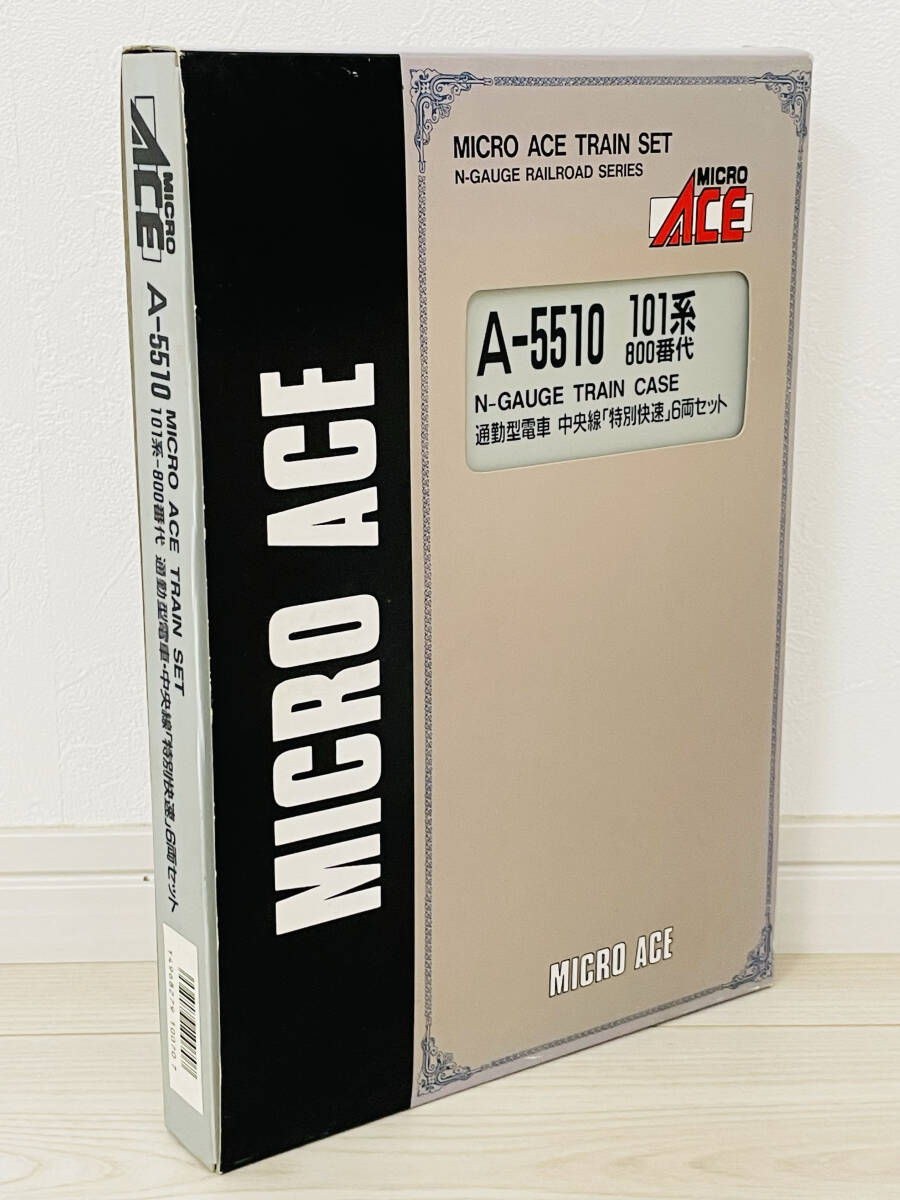 MICRO
ACE
A-5510 MICRO ACE TRAIN SET
101系-800番代 通勤型電車・中央線「特別快速」6両セット
MICRO ACE
MICRO ACE TRAIN SET
N-GAUGE RAILROAD SERIES
MICRO
ACE
A-5510
101系
800番代
N-GAUGE TRAIN CASE
通勤型電車 中央線「特別快速」6両セット
MICRO ACE